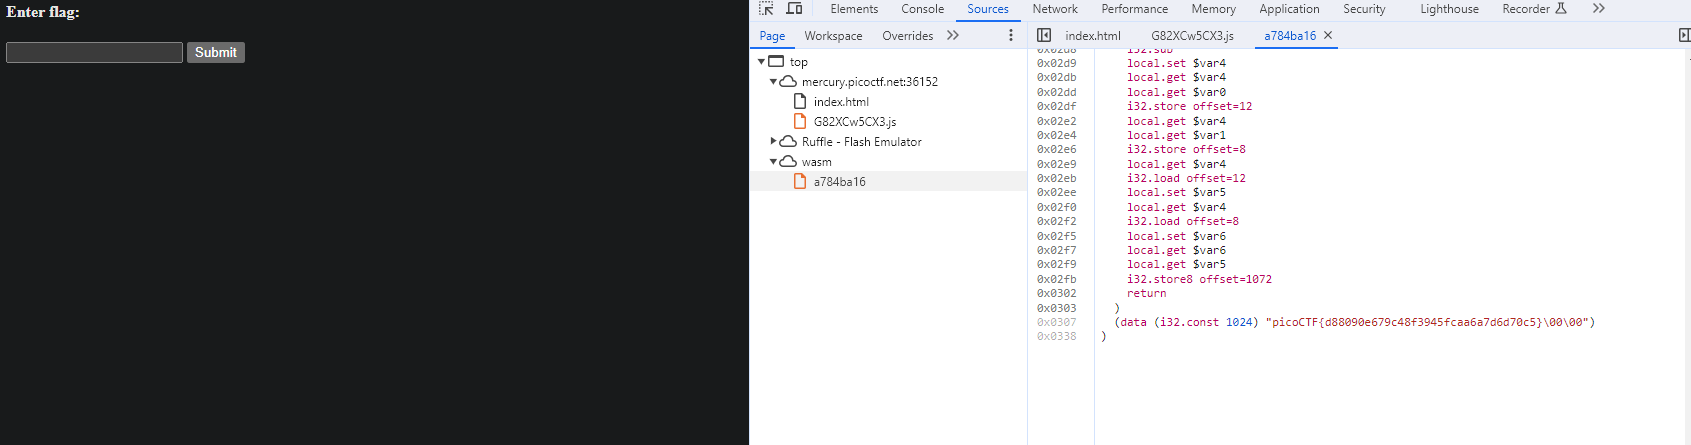 Enter flag:
Submit
Elements Console Sources Network Performance Memory Application Security Lighthouse Recorder
Page Workspace Overrides
index.html G82XCw5CX3.js a784ba16
top
mercury.picoctf.net:36152
index.html
G82XCw5CX3.js
Ruffle - Flash Emulator
wasm
a784ba16
0x02d8 i32.sub
0x02d9 local.set $var4
0x02db local.get $var4
0x02dd local.get $var0
0x02df i32.store offset=12
0x02e2 local.get $var4
0x02e4 local.get $var1
0x02e6 i32.store offset=8
0x02e9 local.get $var4
0x02eb i32.load offset=12
0x02ee local.set $var5
0x02f0 local.get $var4
0x02f2 i32.load offset=8
0x02f5 local.set $var6
0x02f7 local.get $var6
0x02f9 local.get $var5
0x02fb i32.store8 offset=1072
0x0302 return
0x0303 )
0x0307 (data (i32.const 1024) "picoCTF{d88090e679c48f3945fcaa6a7d6d70c5}\00\00")
0x0338 )